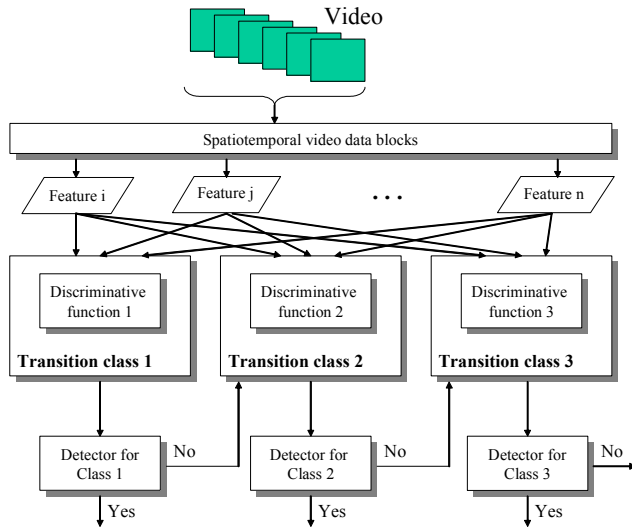 Video
Spatiotemporal video data blocks
Feature i
Feature j
. . .
Feature n
Discriminative
function 1
Discriminative
function 2
Discriminative
function 3
Transition class 1
Transition class 2
Transition class 3
Detector for
Class 1
No
Detector for
Class 2
No
Detector for
Class 3
No
Yes
Yes
Yes